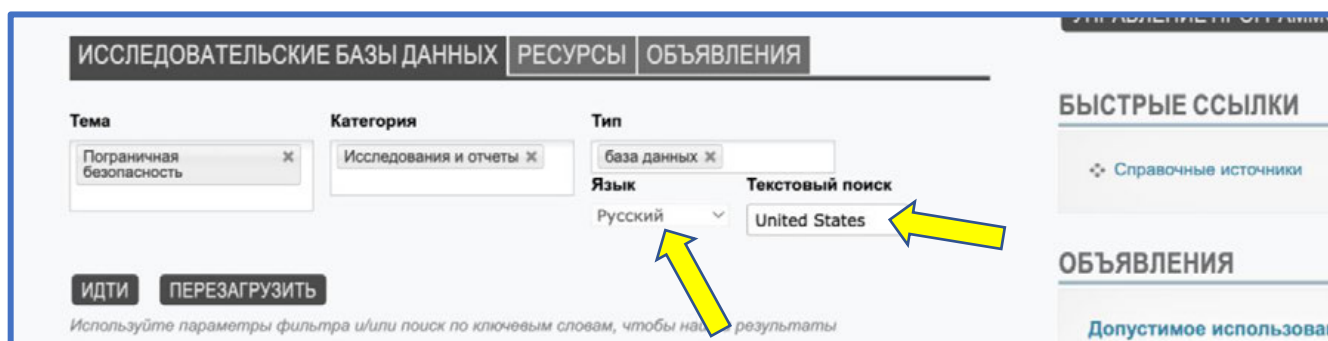 УПРАВЛЕНИЕ ПРОГРАММ
ИССЛЕДОВАТЕЛЬСКИЕ БАЗЫ ДАННЫХ РЕСУРСЫ ОБЪЯВЛЕНИЯ
Тема Категория Тип
Пограничная безопасность
Исследования и отчеты
база данных
Язык Текстовый поиск
Русский United States
ИДТИ ПЕРЕЗАГРУЗИТЬ
Используйте параметры фильтра и/или поиск по ключевым словам, чтобы результаты
БЫСТРЫЕ ССЫЛКИ
Справочные источники
ОБЪЯВЛЕНИЯ
Допустимое использова